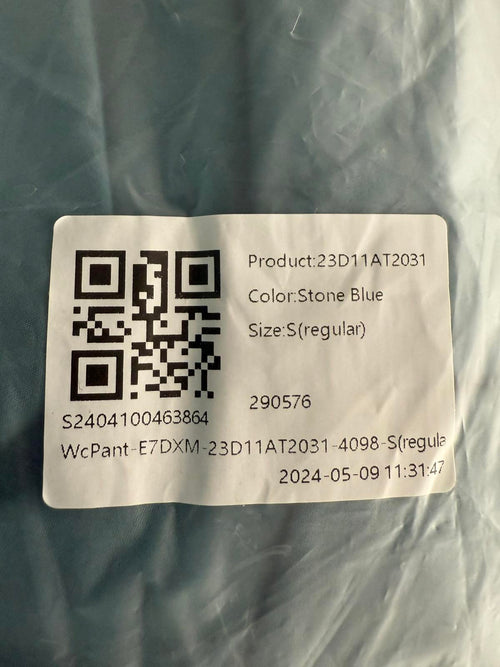 Product:23D11AT2031
Color:Stone Blue
Size:S(regular)
290576
S2404100463864
WcPant-E7DXM-23D11AT2031-4098-S(regula
2024-05-09 11:31:47